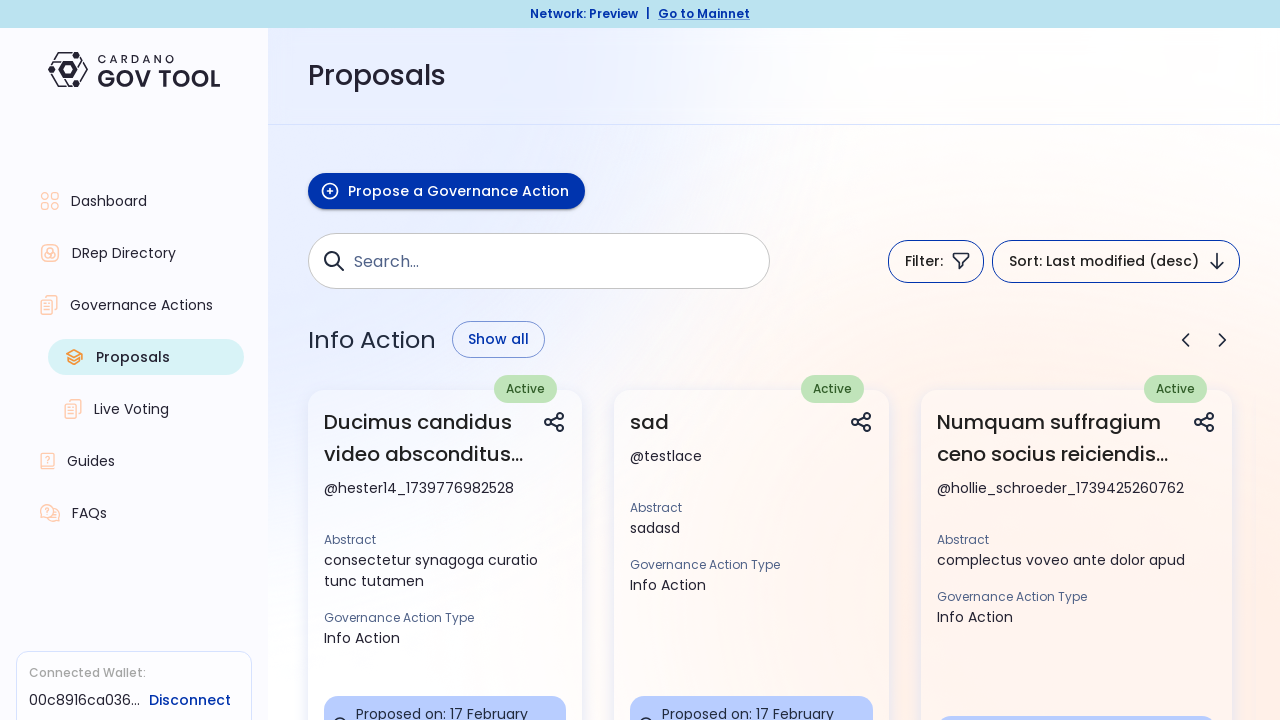 Network: Preview | Go to Mainnet
CARDANO
GOV TOOL
Dashboard
DRep Directory
Governance Actions
Proposals
Live Voting
Guides
FAQs
Connected Wallet:
00c8916ca036... Disconnect
Proposals
Propose a Governance Action
Search...
Filter:
Sort: Last modified (desc)
Info Action
Show all
Active
Ducimus candidus
video absconditus...
@hester14_1739776982528
Abstract
consectetur synagoga curatio
tunc tutamen
Governance Action Type
Info Action
Proposed on: 17 February
Active
sad
@testlace
Abstract
sadasd
Governance Action Type
Info Action
Proposed on: 17 February
Active
Numquam suffragium
ceno socius reiciendis...
@hollie_schroeder_1739425260762
Abstract
complectus voveo ante dolor apud
Governance Action Type
Info Action